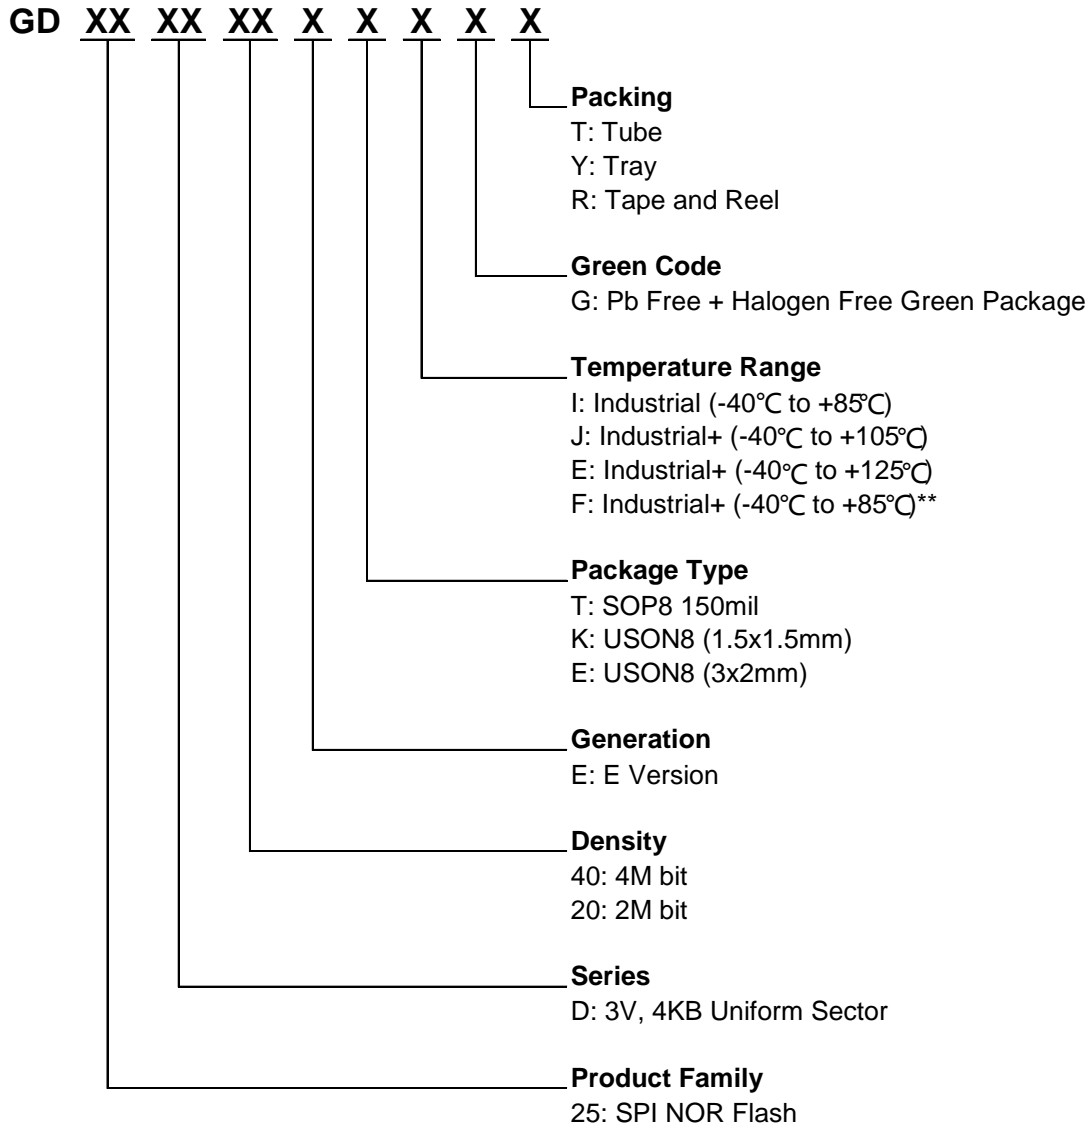 GD XX XX XX X X X X X
Packing
T: Tube
Y: Tray
R: Tape and Reel
Green Code
G: Pb Free + Halogen Free Green Package
Temperature Range
I: Industrial (-40℃ to +85℃)
J: Industrial+ (-40℃ to +105℃)
E: Industrial+ (-40℃ to +125℃)
F: Industrial+ (-40℃ to +85℃)**
Package Type
T: SOP8 150mil
K: USON8 (1.5x1.5mm)
E: USON8 (3x2mm)
Generation
E: E Version
Density
40: 4M bit
20: 2M bit
Series
D: 3V, 4KB Uniform Sector
Product Family
25: SPI NOR Flash